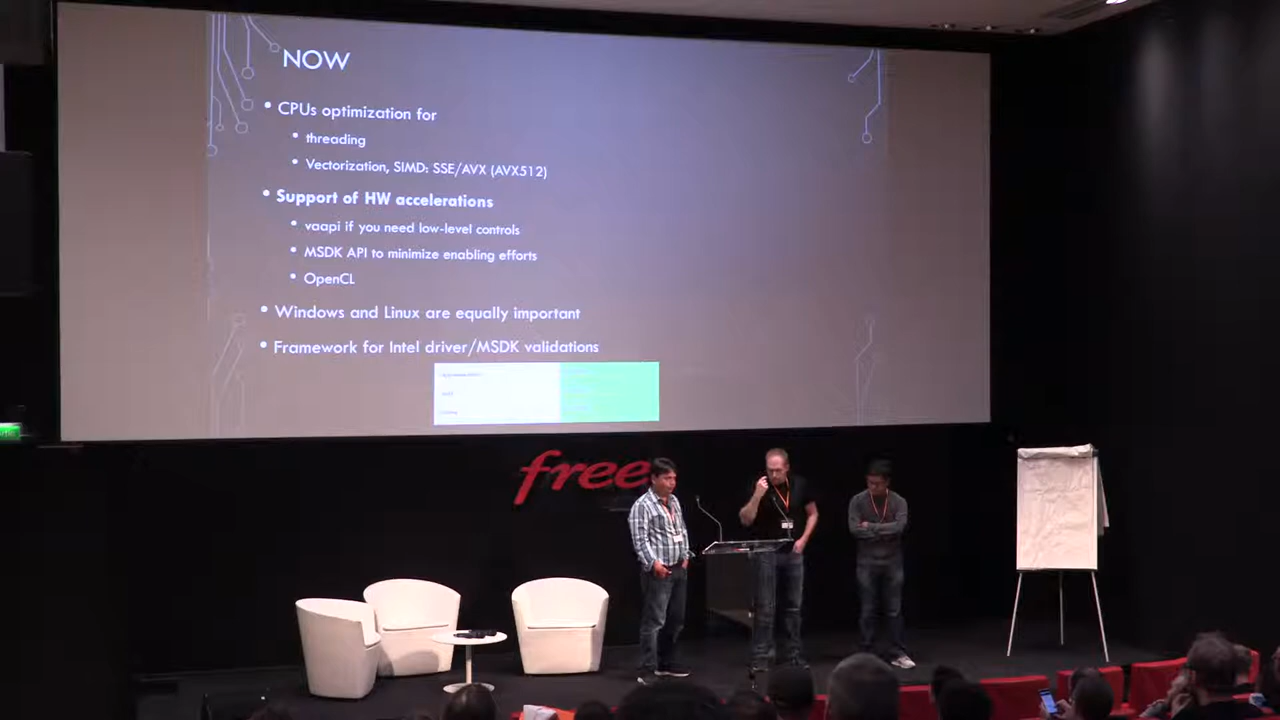 NOW
• CPUs optimization for
• threading
• Vectorization, SIMD: SSE/AVX (AVX512)
• Support of HW accelerations
• vaapi if you need low-level controls
• MSDK API to minimize enabling efforts
• OpenCL
• Windows and Linux are equally important
• Framework for Intel driver/MSDK validations
free